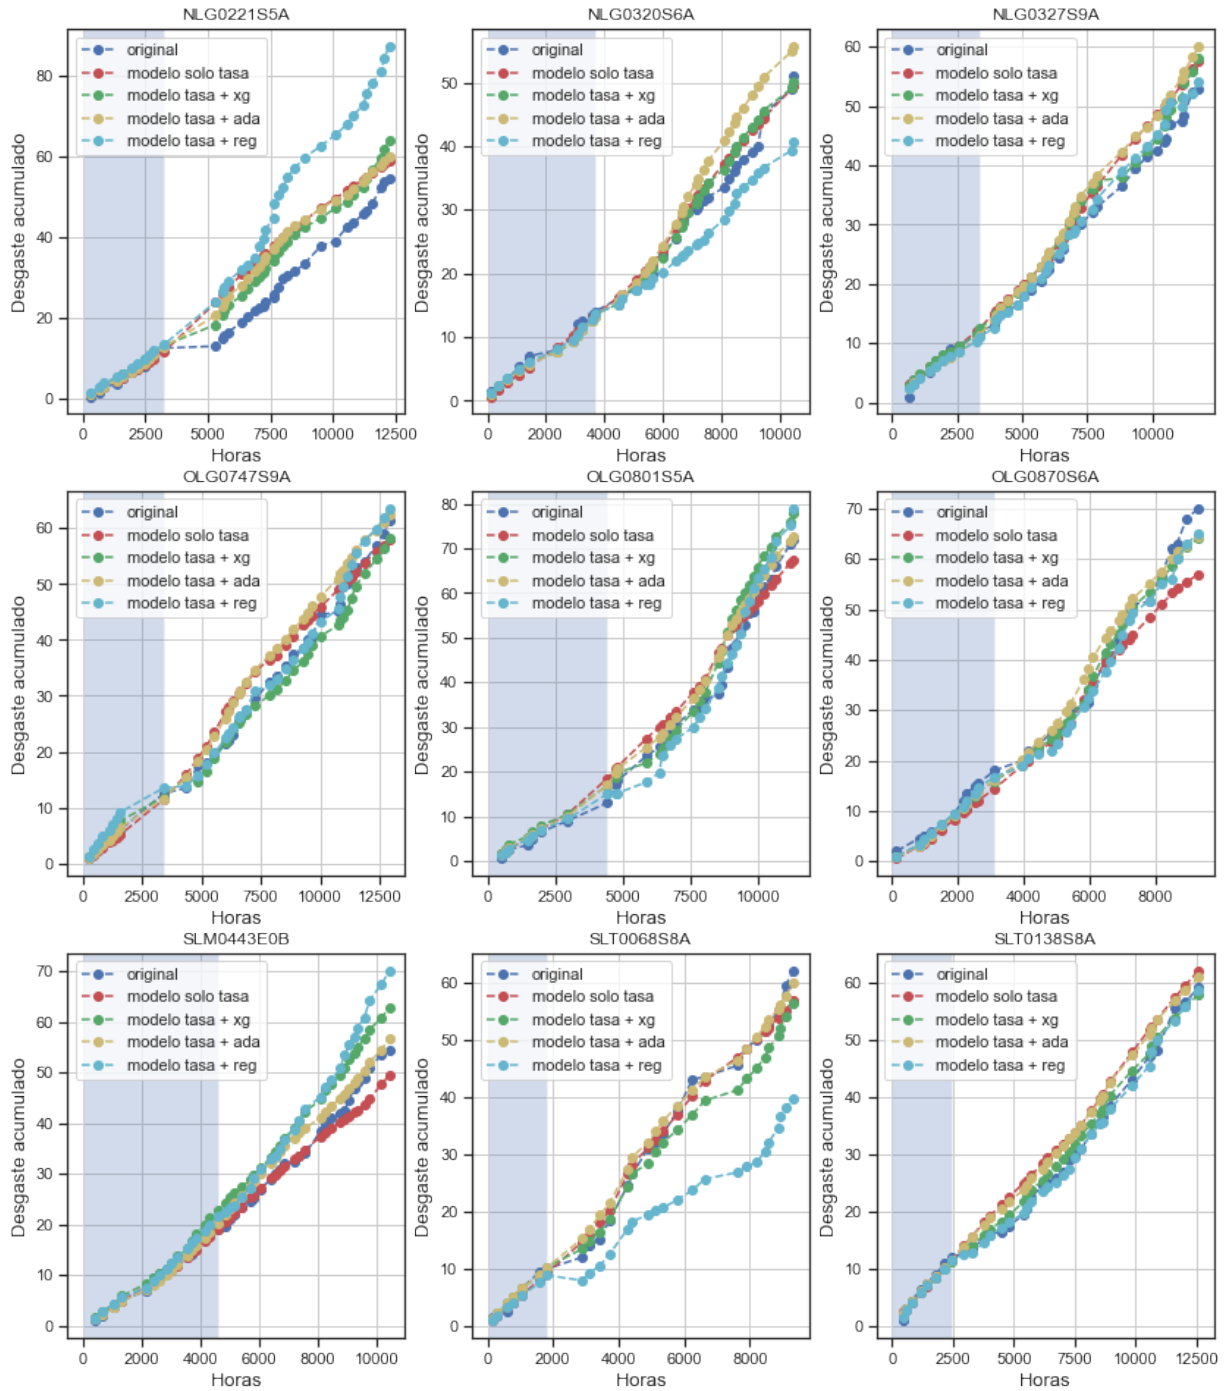 NLG0221S5A
original
modelo solo tasa
modelo tasa + xg
modelo tasa + ada
modelo tasa + reg
Desgaste acumulado
0
20
40
60
80
0
2500
5000
7500
10000
12500
Horas
NLG0320S6A
original
modelo solo tasa
modelo tasa + xg
modelo tasa + ada
modelo tasa + reg
Desgaste acumulado
0
10
20
30
40
50
0
2000
4000
6000
8000
10000
Horas
NLG0327S9A
original
modelo solo tasa
modelo tasa + xg
modelo tasa + ada
modelo tasa + reg
Desgaste acumulado
0
10
20
30
40
50
60
0
2500
5000
7500
10000
Horas
OLG0747S9A
original
modelo solo tasa
modelo tasa + xg
modelo tasa + ada
modelo tasa + reg
Desgaste acumulado
0
10
20
30
40
50
60
0
2500
5000
7500
10000
12500
Horas
OLG0801S5A
original
modelo solo tasa
modelo tasa + xg
modelo tasa + ada
modelo tasa + reg
Desgaste acumulado
0
10
20
30
40
50
60
70
80
0
2500
5000
7500
10000
Horas
OLG0870S6A
original
modelo solo tasa
modelo tasa + xg
modelo tasa + ada
modelo tasa + reg
Desgaste acumulado
0
10
20
30
40
50
60
70
0
2000
4000
6000
8000
Horas
SLM0443E0B
original
modelo solo tasa
modelo tasa + xg
modelo tasa + ada
modelo tasa + reg
Desgaste acumulado
0
10
20
30
40
50
60
70
0
2000
4000
6000
8000
10000
Horas
SLT0068S8A
original
modelo solo tasa
modelo tasa + xg
modelo tasa + ada
modelo tasa + reg
Desgaste acumulado
0
10
20
30
40
50
60
0
2000
4000
6000
8000
Horas
SLT0138S8A
original
modelo solo tasa
modelo tasa + xg
modelo tasa + ada
modelo tasa + reg
Desgaste acumulado
0
10
20
30
40
50
60
0
2500
5000
7500
10000
12500
Horas